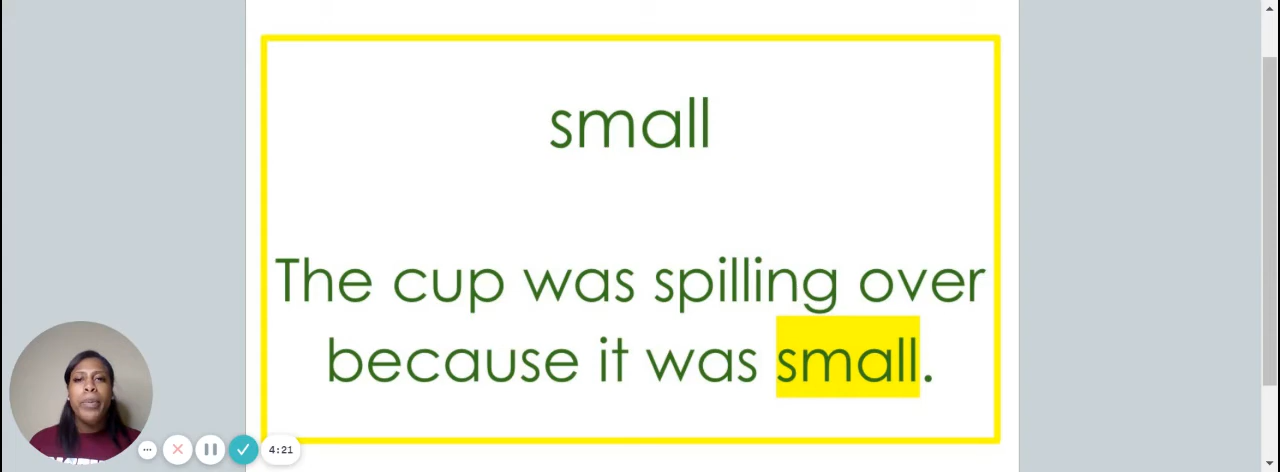 small
The cup was spilling over
because it was small.
4:21